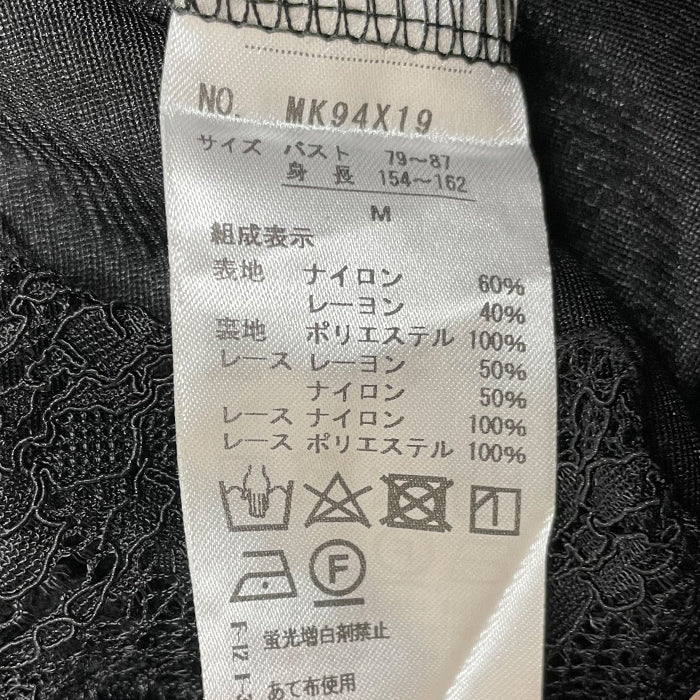 NO. MK94X19
サイズ バスト 79~87
身長 154~162
M
組成表示
表地 ナイロン 60%
レーヨン 40%
裏地 ポリエステル 100%
レース レーヨン 50%
ナイロン 50%
レース ナイロン 100%
レース ポリエステル 100%
F
蛍光増白剤禁止
あて布使用